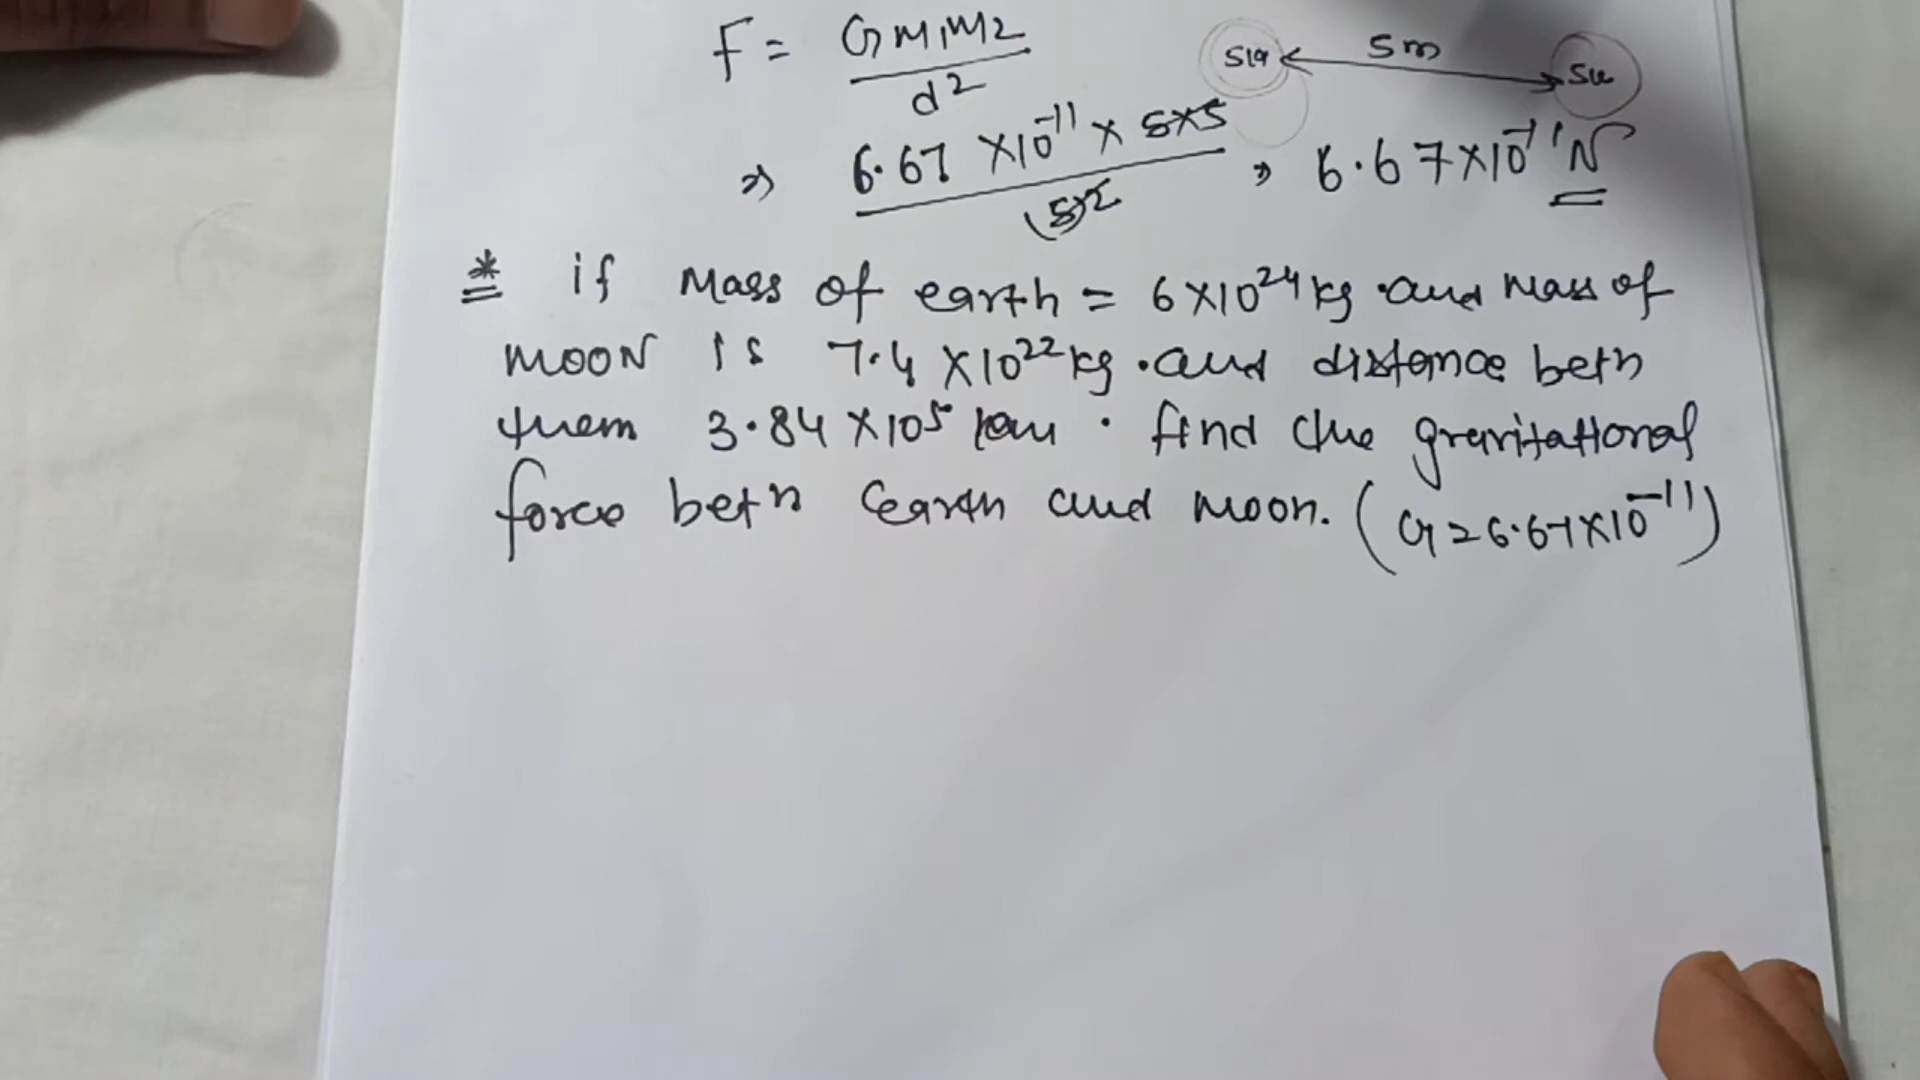 F = G M1M2 / d2
5kg 5m 5kg
⇒ 6.67 ×10-11 × 5×5 / (5)2 ⇒ 6.67×10-11 N
* if Mass of earth = 6×1024 kg . and Mass of
MOON is 7.4 ×1022 kg . and distance betn
them 3.84 ×105 km . find the gravitational
force betn earth and moon. (G = 6.67×10-11)